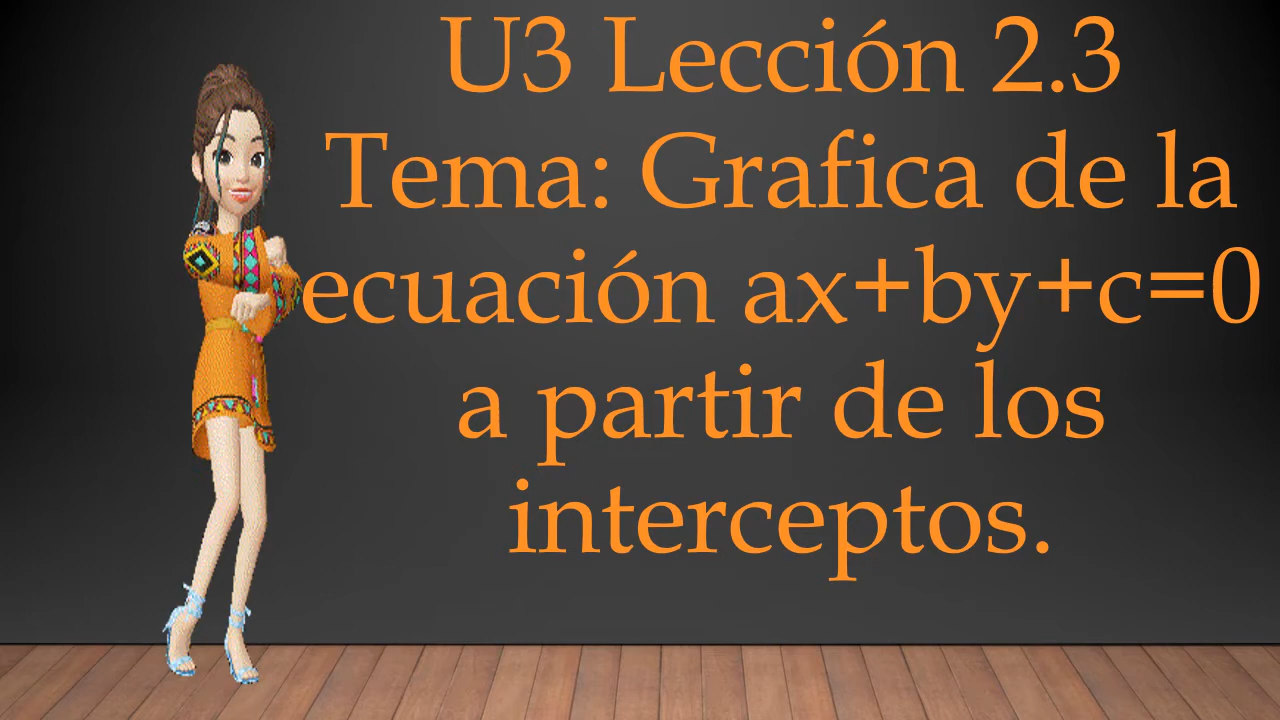 U3 Lección 2.3
Tema: Grafica de la
ecuación ax+by+c=0
a partir de los
interceptos.